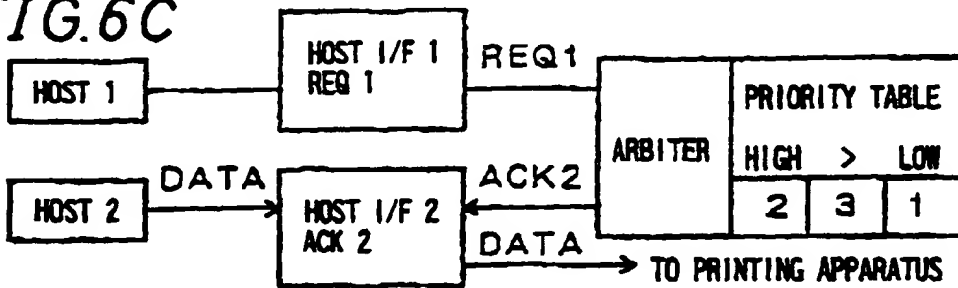 FIG.6C
HOST 1
HOST I/F 1
REQ 1
REQ1
ARBITER
PRIORITY TABLE
HIGH > LOW
2 3 1
HOST 2
DATA
HOST I/F 2
ACK 2
ACK2
DATA
TO PRINTING APPARATUS